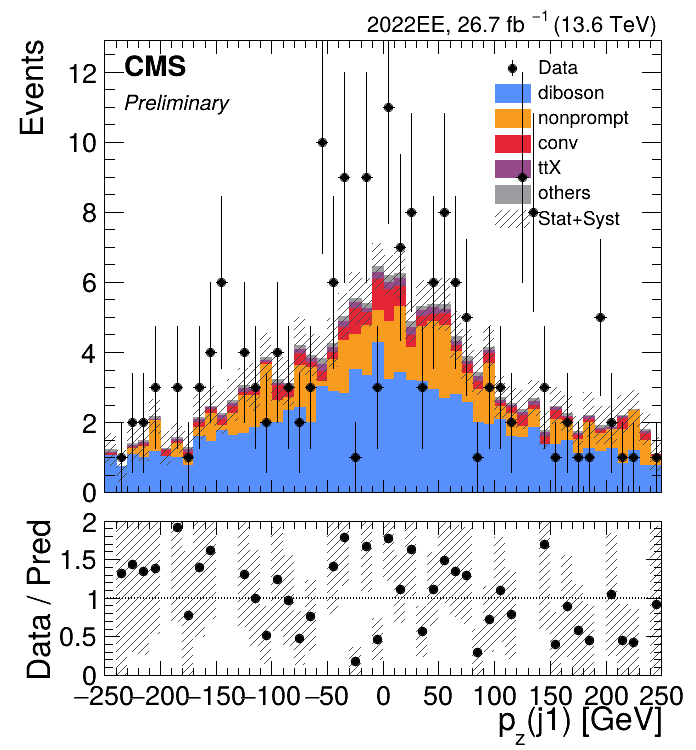 2022EE, 26.7 fb ⁻¹ (13.6 TeV)
Events
CMS
Preliminary
Data
diboson
nonprompt
conv
ttX
others
Stat+Syst
12
10
8
6
4
2
0
Data / Pred
2
1.5
1
0.5
0
−250 −200 −150 −100 −50 0 50 100 150 200 250
p_z(j1) [GeV]